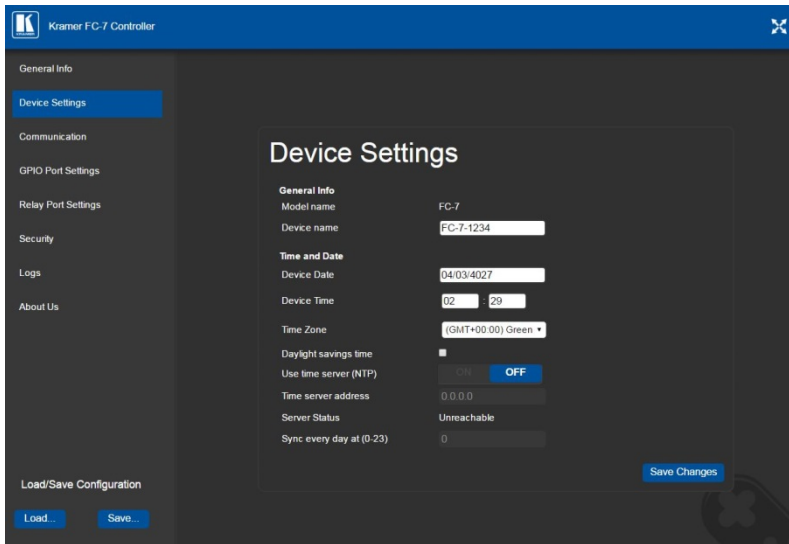 Kramer FC-7 Controller
General Info
Device Settings
Communication
GPIO Port Settings
Relay Port Settings
Security
Logs
About Us
Load/Save Configuration
Load... Save...
Device Settings
General Info
Model name FC-7
Device name FC-7-1234
Time and Date
Device Date 04/03/4027
Device Time 02 : 29
Time Zone (GMT+00:00) Green
Daylight savings time
Use time server (NTP) ON OFF
Time server address 0.0.0.0
Server Status Unreachable
Sync every day at (0-23) 0
Save Changes